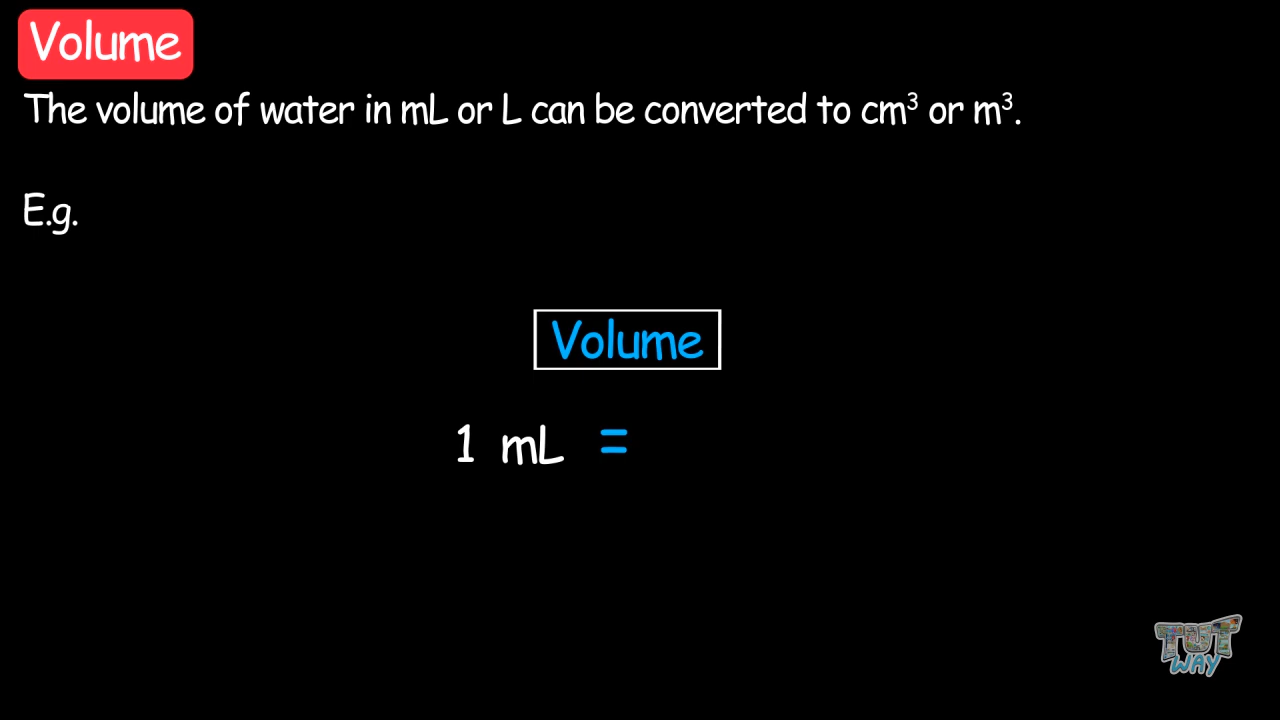 Volume
The volume of water in mL or L can be converted to cm³ or m³.
E.g.
Volume
1 mL =
TUT
WAY